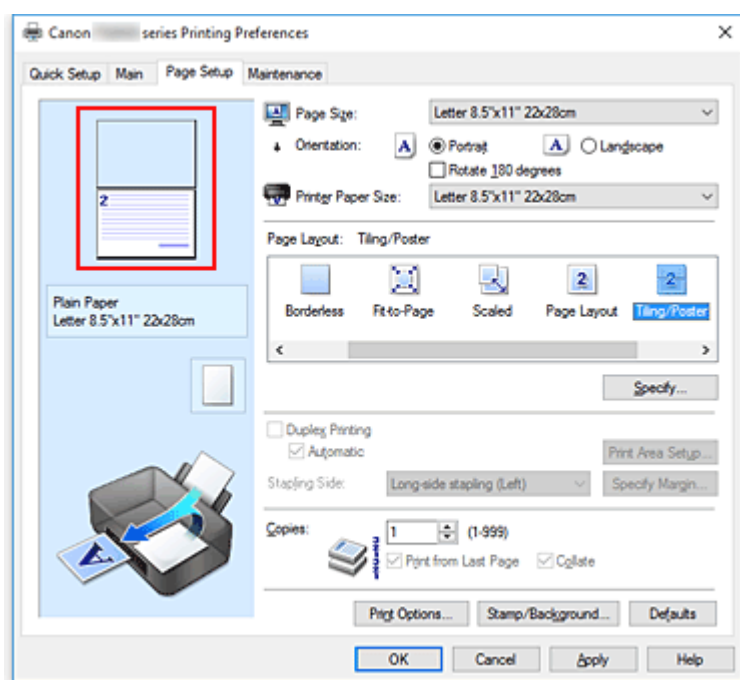 Canon series Printing Preferences
Quick Setup Main Page Setup Maintenance
2
Plain Paper
Letter 8.5"x11" 22x28cm
A
Page Size: Letter 8.5"x11" 22x28cm
Orientation: A Portrait A Landscape
Rotate 180 degrees
Printer Paper Size: Letter 8.5"x11" 22x28cm
Page Layout: Tiling/Poster
2 2
Borderless Fit-to-Page Scaled Page Layout Tiling/Poster
Specify...
Duplex Printing
Automatic Print Area Setup...
Stapling Side: Long-side stapling (Left) Specify Margin...
Copies: 1 (1-999)
Print from Last Page Collate
Print Options... Stamp/Background... Defaults
OK Cancel Apply Help